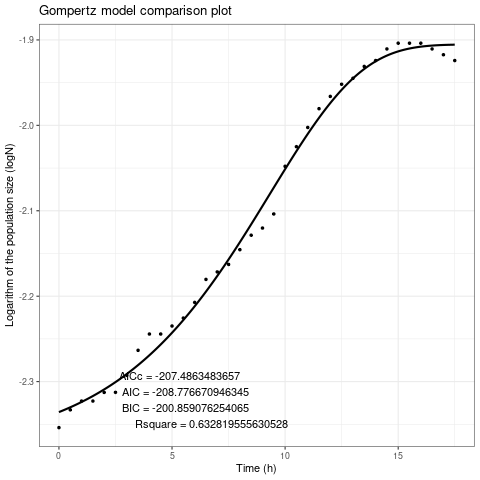 Gompertz model comparison plot
-1.9
-2.0
-2.1
-2.2
-2.3
Logarithm of the population size (logN)
AICc = -207.4863483657
AIC = -208.776670946345
BIC = -200.859076254065
Rsquare = 0.632819555630528
0 5 10 15
Time (h)